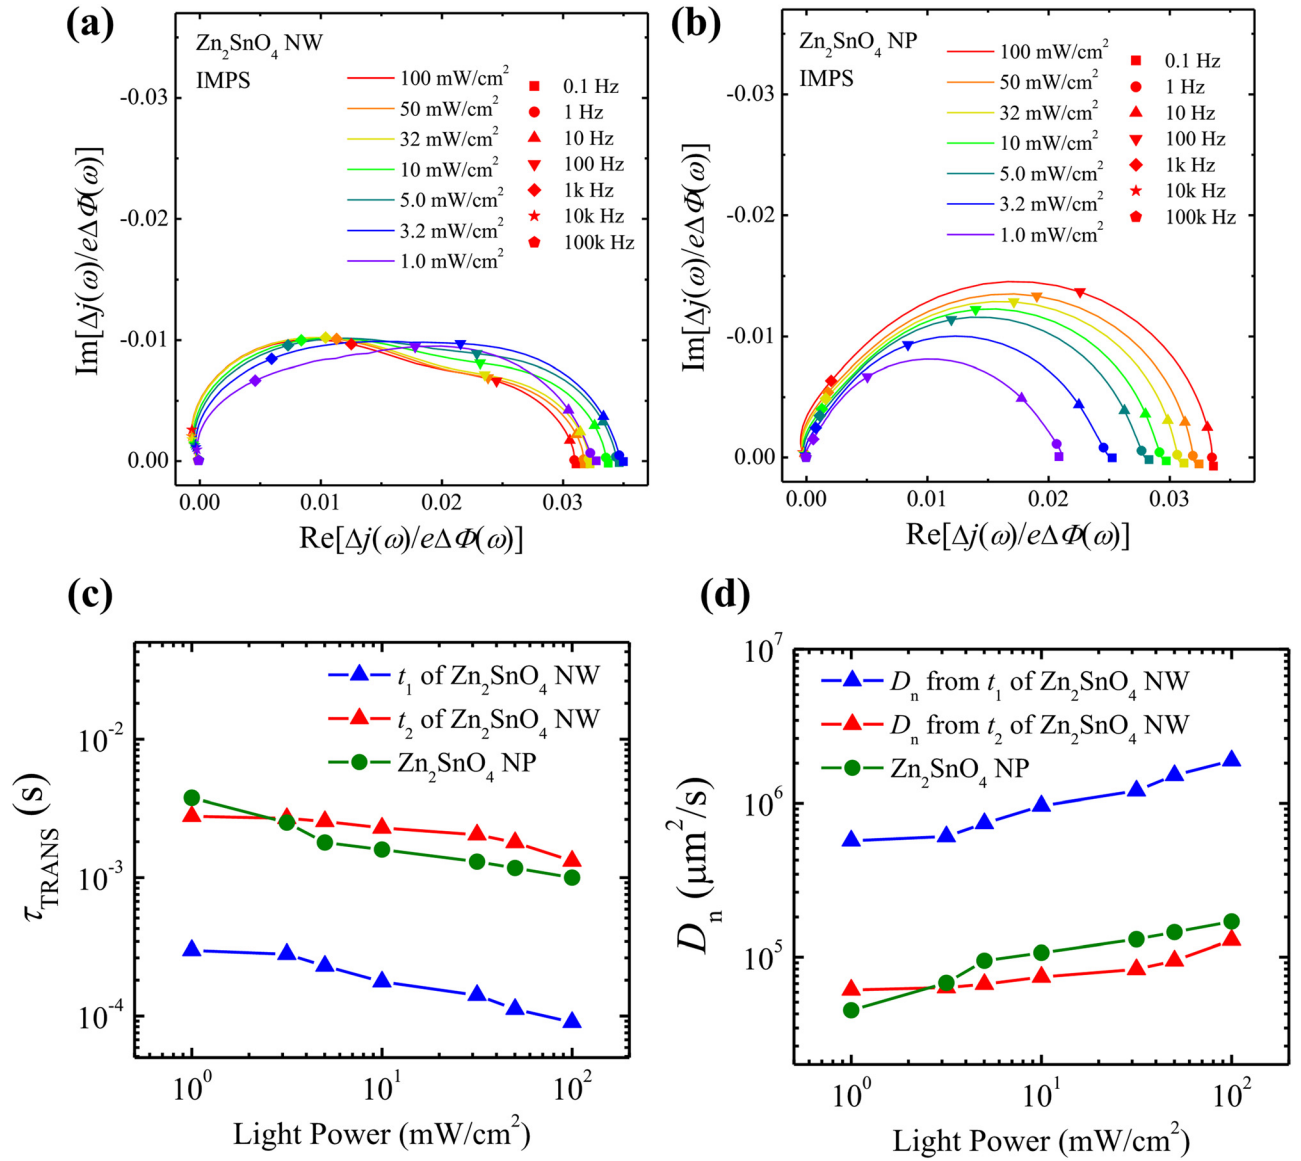 (a)
Zn₂SnO₄ NW
IMPS
100 mW/cm²
50 mW/cm²
32 mW/cm²
10 mW/cm²
5.0 mW/cm²
3.2 mW/cm²
1.0 mW/cm²
0.1 Hz
1 Hz
10 Hz
100 Hz
1k Hz
10k Hz
100k Hz
-0.03
-0.02
-0.01
0.00
Im[Δj(ω)/eΔΦ(ω)]
0.00 0.01 0.02 0.03
Re[Δj(ω)/eΔΦ(ω)]
(b)
Zn₂SnO₄ NP
IMPS
100 mW/cm²
50 mW/cm²
32 mW/cm²
10 mW/cm²
5.0 mW/cm²
3.2 mW/cm²
1.0 mW/cm²
0.1 Hz
1 Hz
10 Hz
100 Hz
1k Hz
10k Hz
100k Hz
-0.03
-0.02
-0.01
0.00
Im[Δj(ω)/eΔΦ(ω)]
0.00 0.01 0.02 0.03
Re[Δj(ω)/eΔΦ(ω)]
(c)
t₁ of Zn₂SnO₄ NW
t₂ of Zn₂SnO₄ NW
Zn₂SnO₄ NP
10⁻²
10⁻³
10⁻⁴
τTRANS (s)
10⁰ 10¹ 10²
Light Power (mW/cm²)
(d)
Dₙ from t₁ of Zn₂SnO₄ NW
Dₙ from t₂ of Zn₂SnO₄ NW
Zn₂SnO₄ NP
10⁷
10⁶
10⁵
Dₙ (μm²/s)
10⁰ 10¹ 10²
Light Power (mW/cm²)